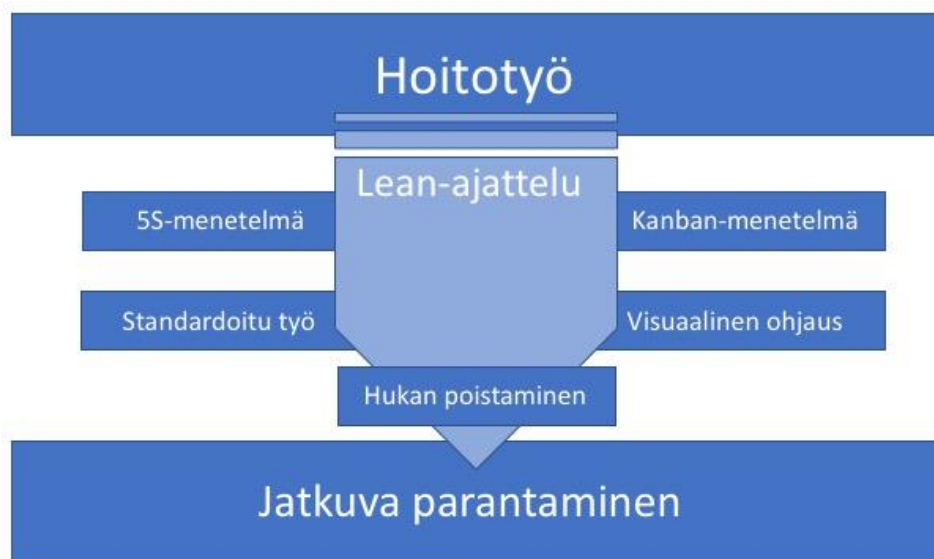 Hoitotyö
Lean-ajattelu
5S-menetelmä
Kanban-menetelmä
Standardoitu työ
Visuaalinen ohjaus
Hukan poistaminen
Jatkuva parantaminen